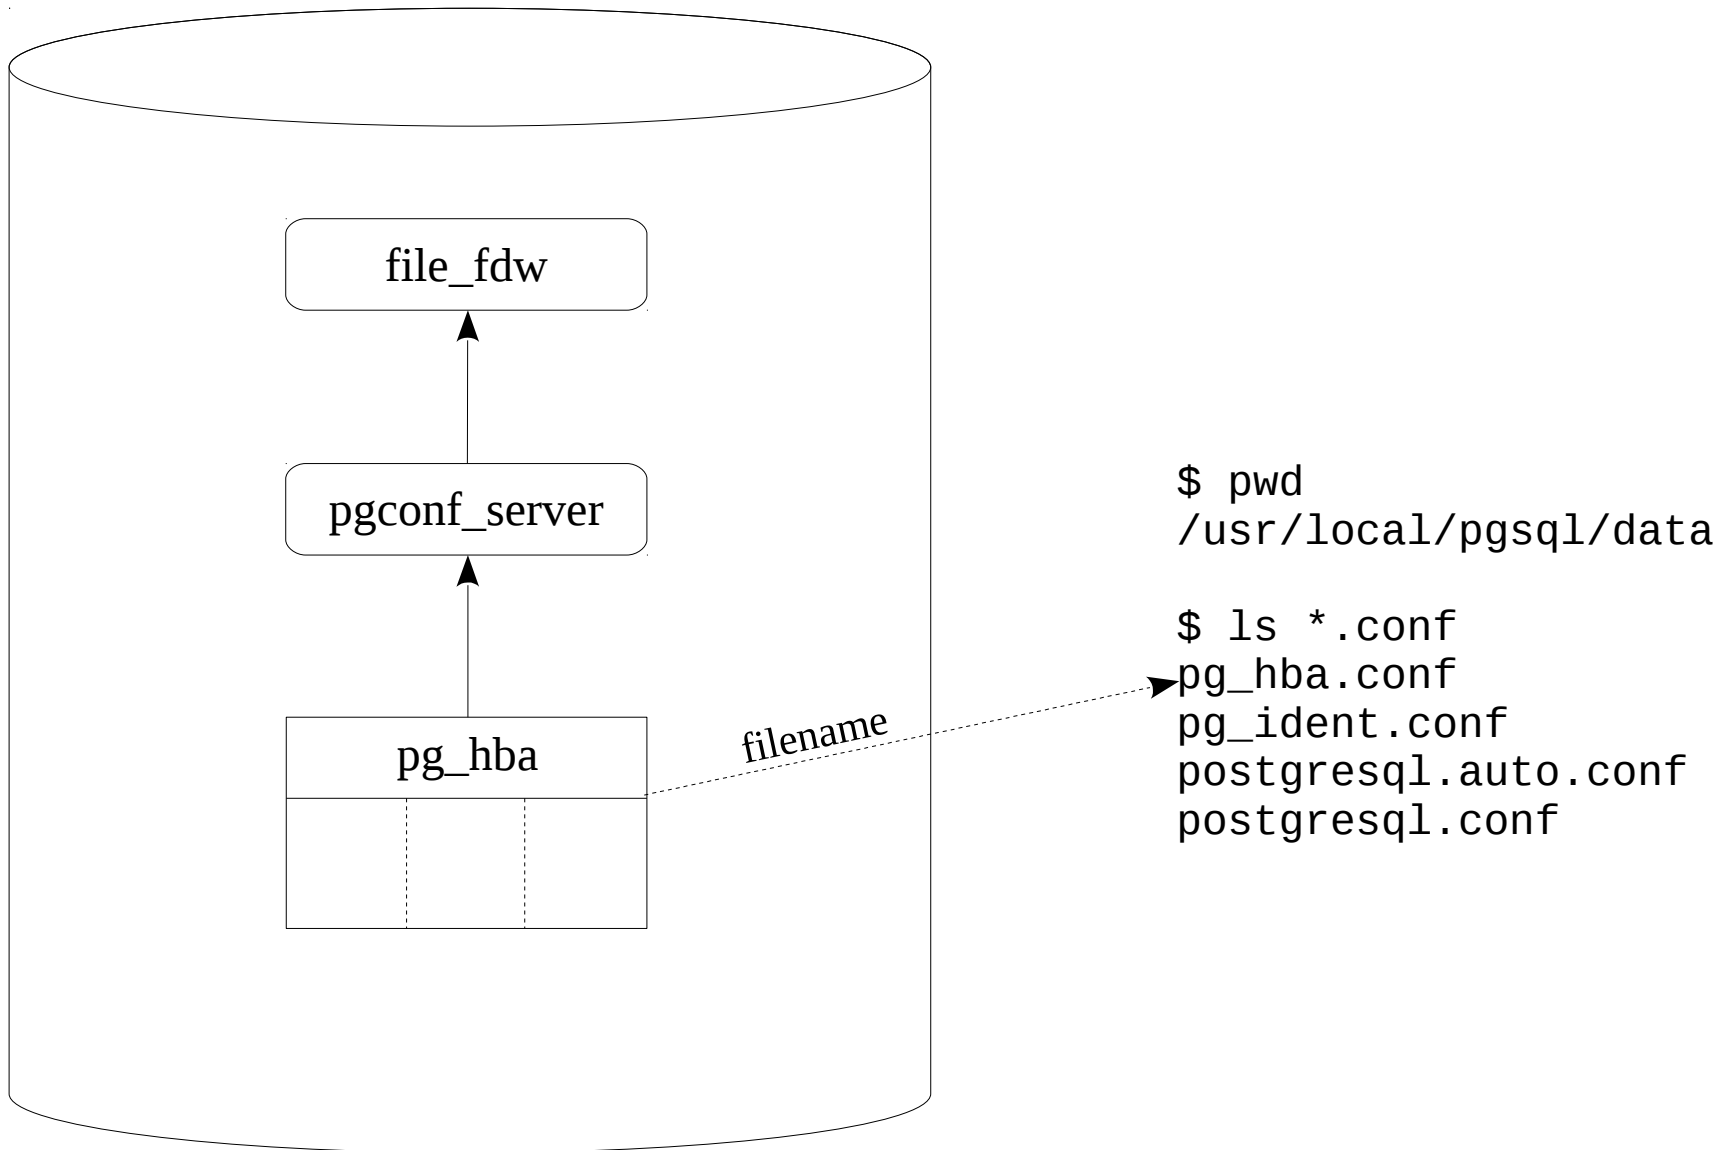 file_fdw
pgconf_server
pg_hba
filename
$ pwd
/usr/local/pgsql/data
$ ls *.conf
pg_hba.conf
pg_ident.conf
postgresql.auto.conf
postgresql.conf